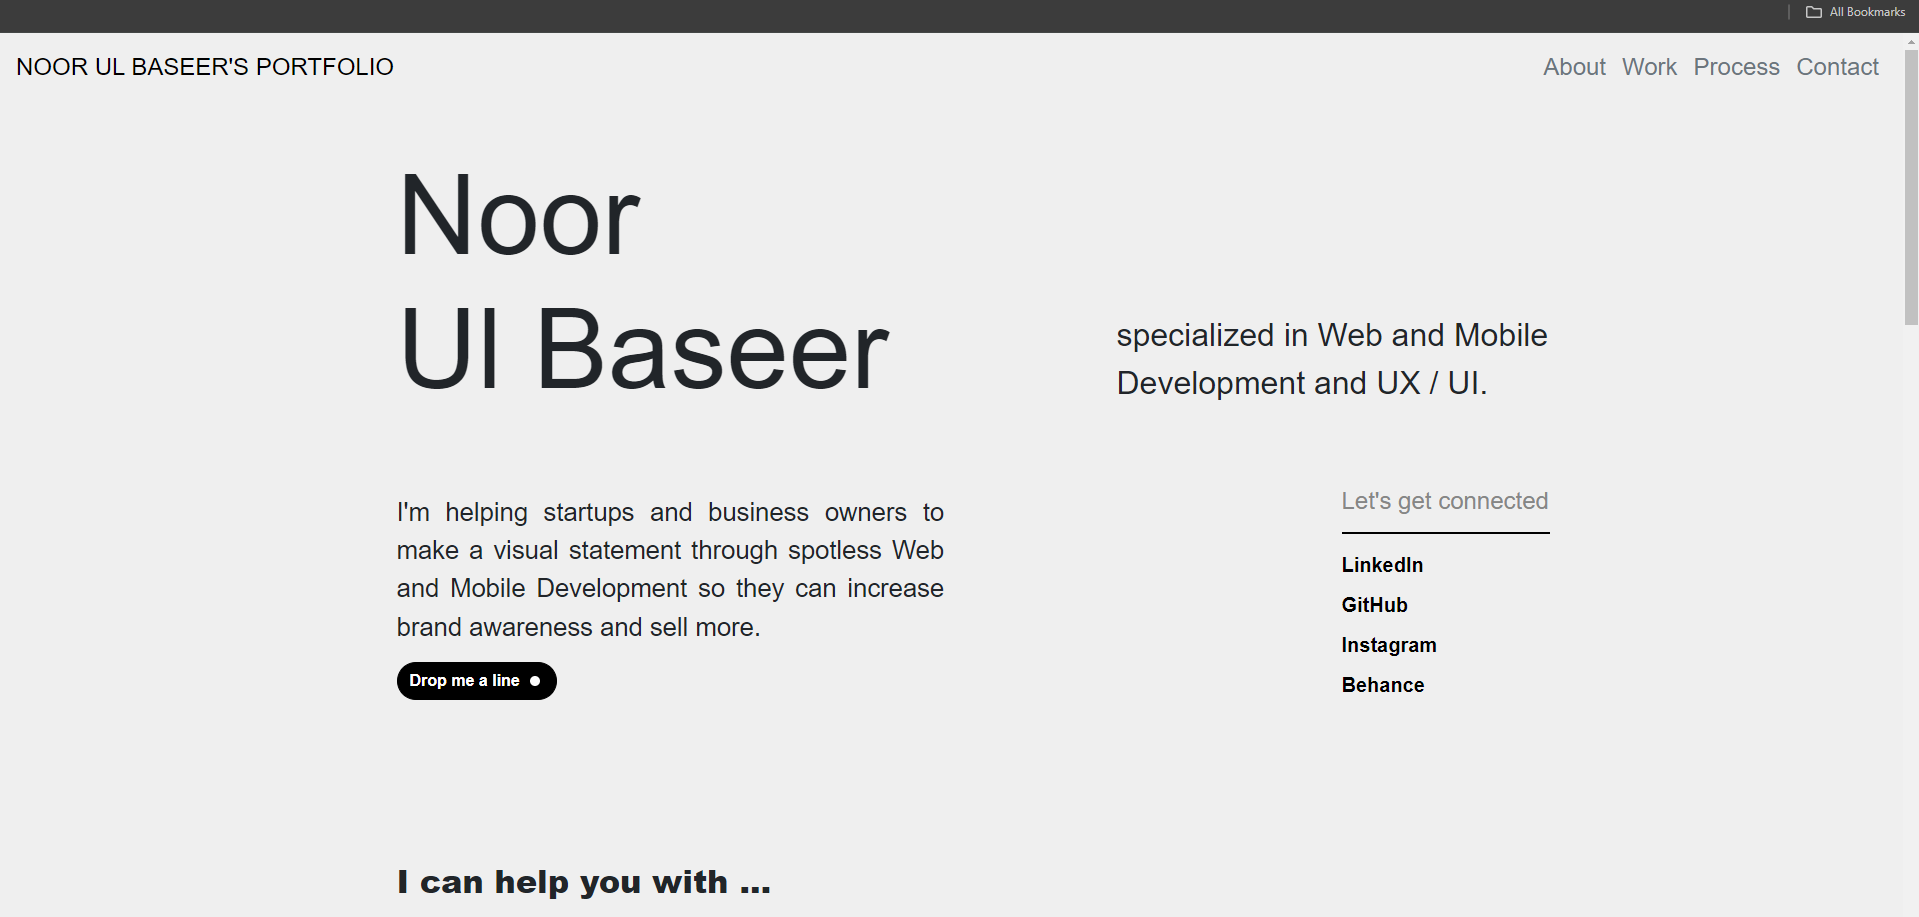 All Bookmarks
NOOR UL BASEER'S PORTFOLIO
About Work Process Contact
Noor
Ul Baseer
specialized in Web and Mobile
Development and UX / UI.
I'm helping startups and business owners to
make a visual statement through spotless Web
and Mobile Development so they can increase
brand awareness and sell more.
Drop me a line
Let's get connected
LinkedIn
GitHub
Instagram
Behance
I can help you with ...